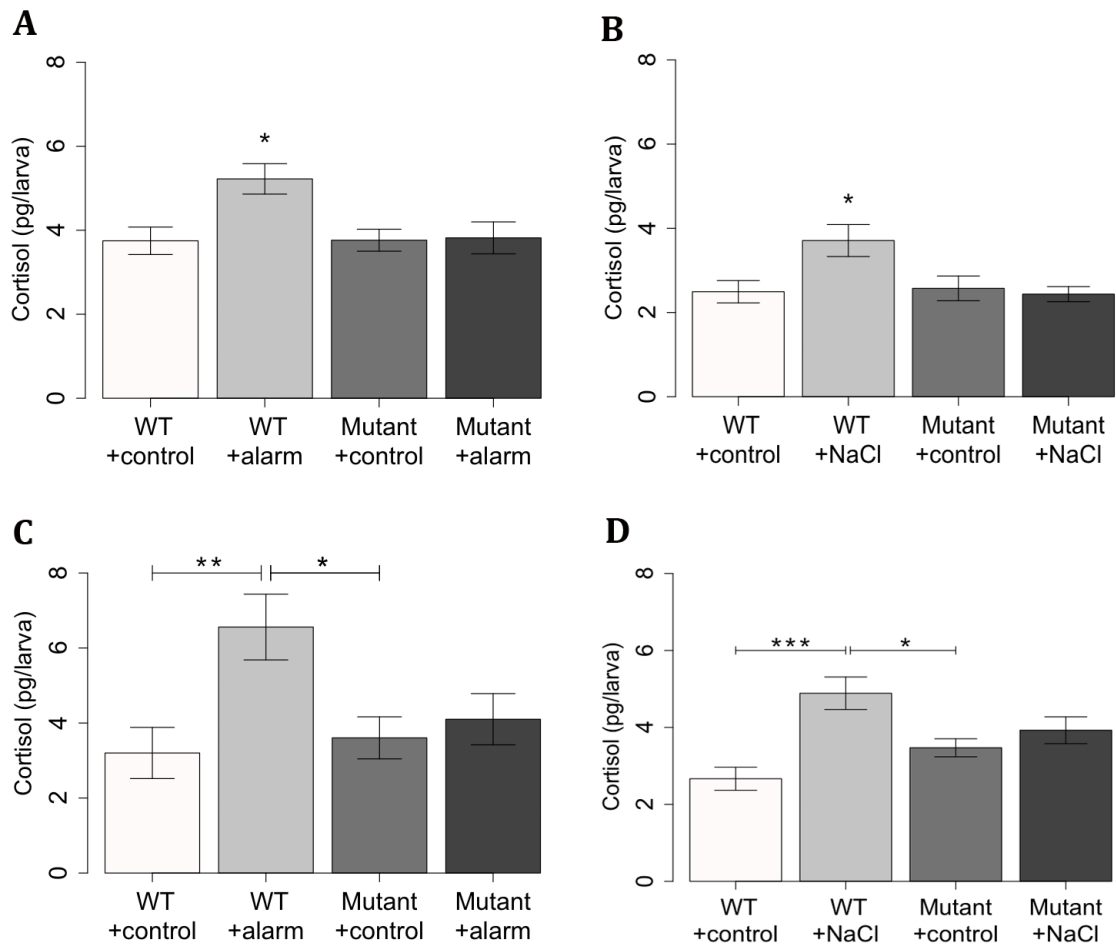 A
8
6
4
2
0
Cortisol (pg/larva)
*
WT
+control
WT
+alarm
Mutant
+control
Mutant
+alarm
B
8
6
4
2
0
Cortisol (pg/larva)
*
WT
+control
WT
+NaCl
Mutant
+control
Mutant
+NaCl
C
8
6
4
2
0
Cortisol (pg/larva)
**
*
WT
+control
WT
+alarm
Mutant
+control
Mutant
+alarm
D
8
6
4
2
0
Cortisol (pg/larva)
***
*
WT
+control
WT
+NaCl
Mutant
+control
Mutant
+NaCl